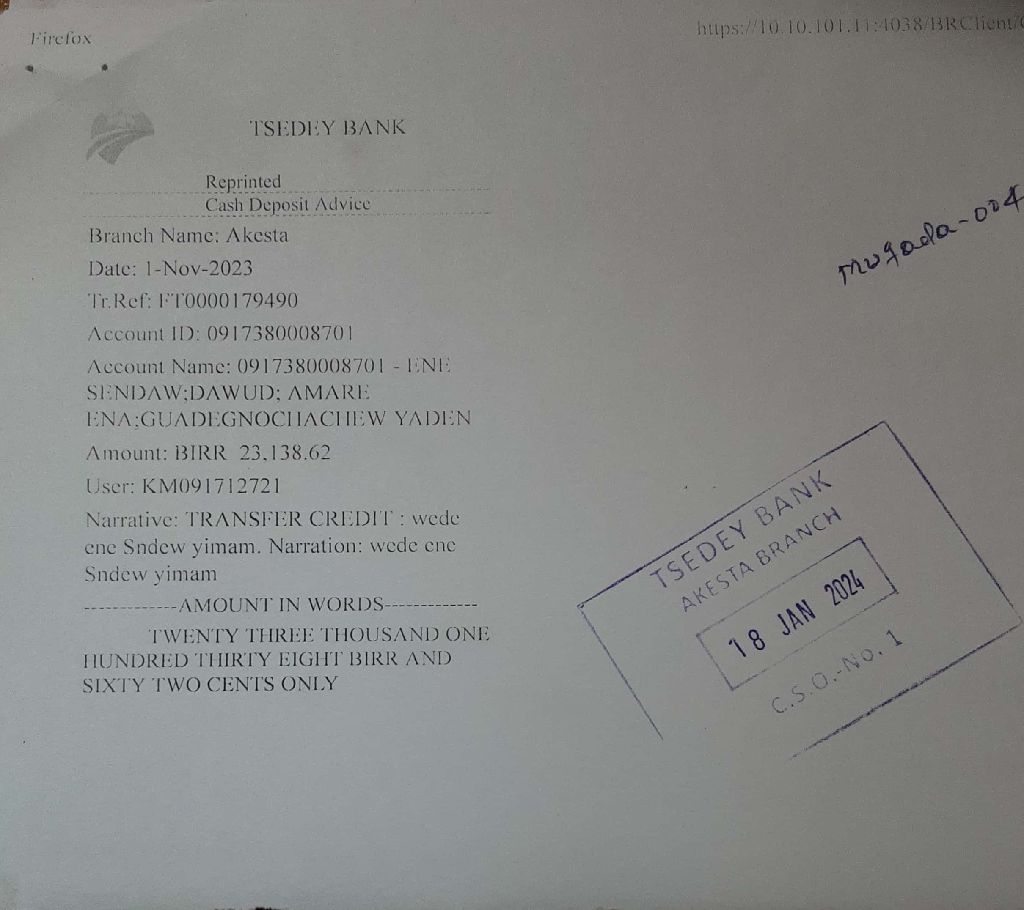 Firefox
https://10.10.101.11:4038/BRClient/
TSEDEY BANK
Reprinted
Cash Deposit Advice
Branch Name: Akesta
Date: 1-Nov-2023
Tr.Ref: FT0000179490
Account ID: 0917380008701
Account Name: 0917380008701 - ENE
SENDAW;DAWUD; AMARE
ENA;GUADEGNOCHACHEW YADEN
Amount: BIRR 23,138.62
User: KM091712721
Narrative: TRANSFER CREDIT : wede
ene Sndew yimam. Narration: wede ene
Sndew yimam
-------------AMOUNT IN WORDS-------------
TWENTY THREE THOUSAND ONE
HUNDRED THIRTY EIGHT BIRR AND
SIXTY TWO CENTS ONLY
mugada-004
TSEDEY BANK
AKESTA BRANCH
18 JAN 2024
C.S.O.-No. 1